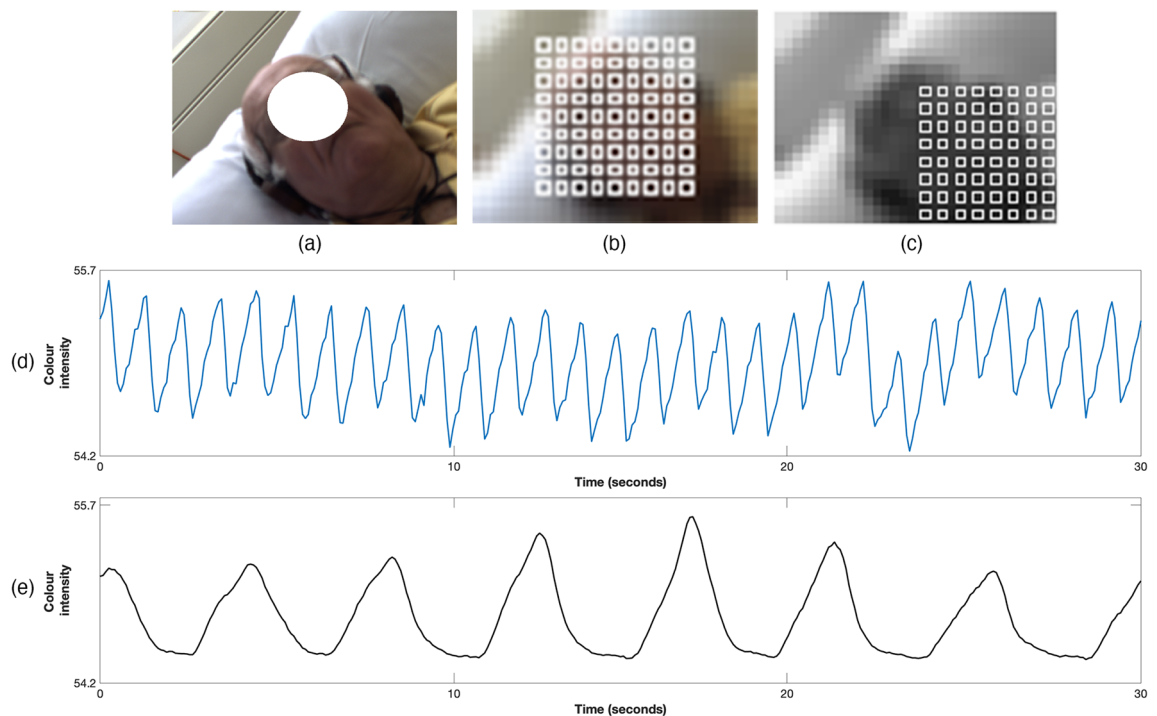 (a)
(b)
(c)
(d)
Colour
intensity
55.7
54.2
0
10
20
30
Time (seconds)
(e)
Colour
intensity
55.7
54.2
0
10
20
30
Time (seconds)